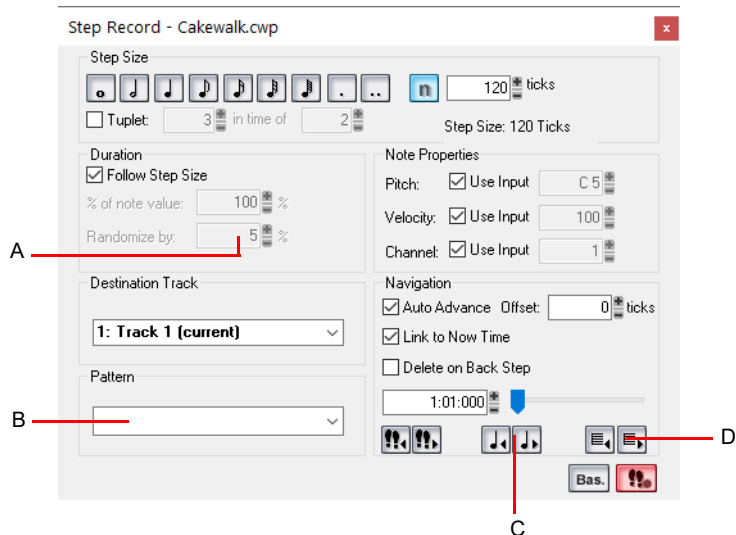 Step Record - Cakewalk.cwp
x
Step Size
. .. n 120 ticks
Tuplet: 3 in time of 2
Step Size: 120 Ticks
Duration
Follow Step Size
% of note value: 100 %
Randomize by: 5 %
Note Properties
Pitch: Use Input C 5
Velocity: Use Input 100
Channel: Use Input 1
A
Destination Track
1: Track 1 (current)
Navigation
Auto Advance Offset: 0 ticks
Link to Now Time
Delete on Back Step
1:01:000
Pattern
B
D
Bas.
C